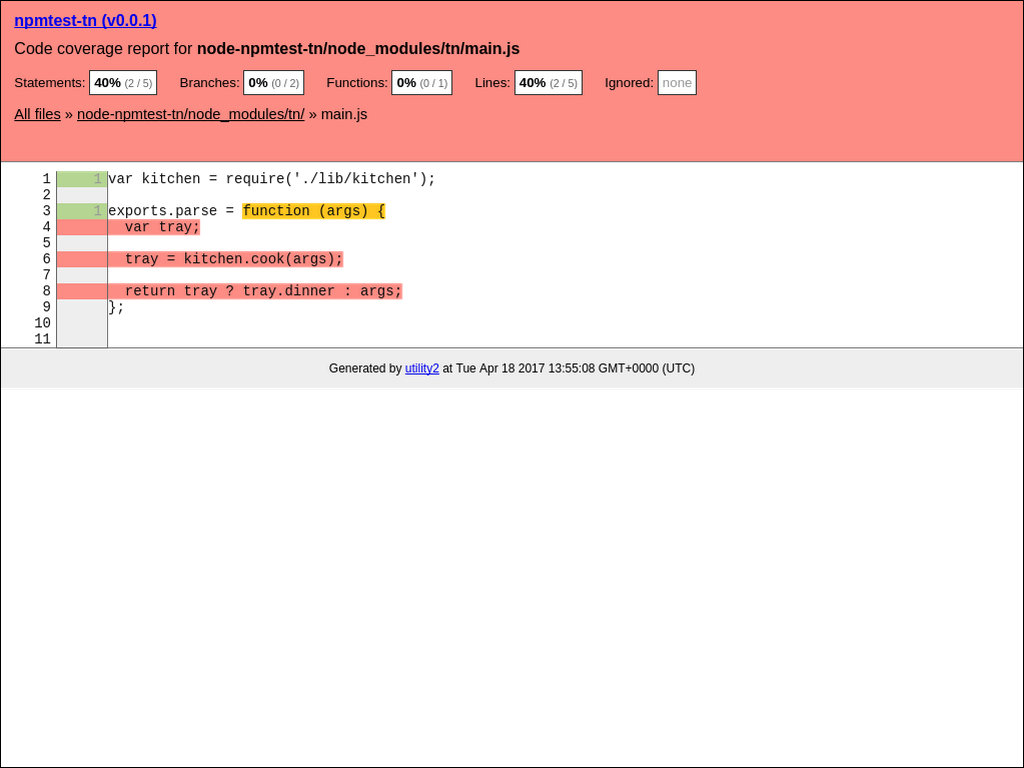 npmtest-tn (v0.0.1)
Code coverage report for node-npmtest-tn/node_modules/tn/main.js
Statements: 40% (2 / 5) Branches: 0% (0 / 2) Functions: 0% (0 / 1) Lines: 40% (2 / 5) Ignored: none
All files » node-npmtest-tn/node_modules/tn/ » main.js
1 1 var kitchen = require('./lib/kitchen');
2
3 1 exports.parse = function (args) {
4   var tray;
5
6   tray = kitchen.cook(args);
7
8   return tray ? tray.dinner : args;
9 };
10
11
Generated by utility2 at Tue Apr 18 2017 13:55:08 GMT+0000 (UTC)